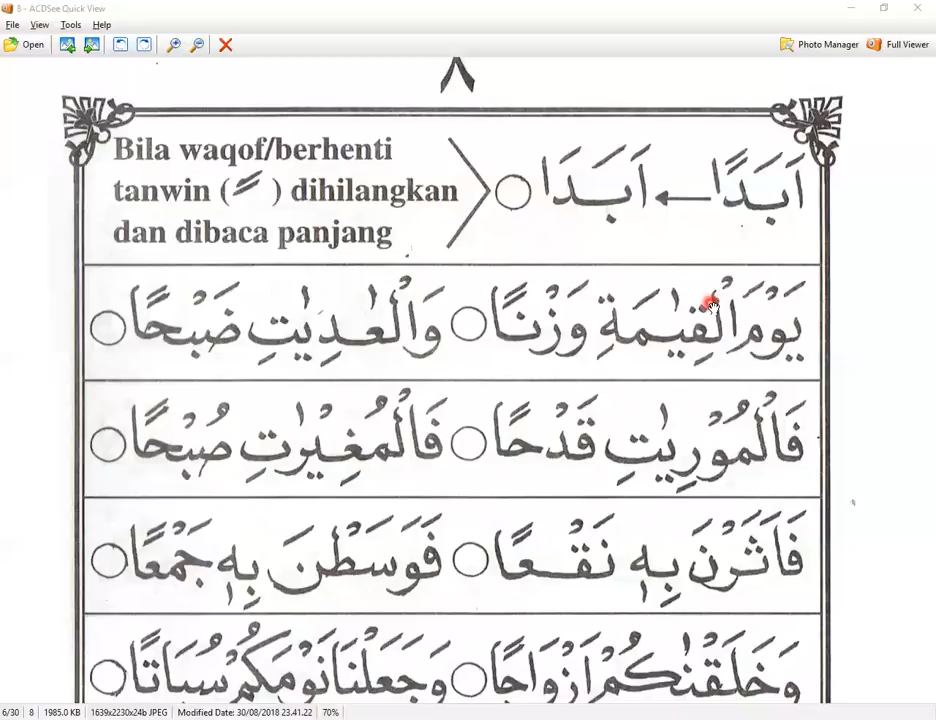 8 - ACDSee Quick View
File View Tools Help
Open Photo Manager Full Viewer
٨
Bila waqof/berhenti
tanwin ( ـً ) dihilangkan
dan dibaca panjang
اَبَدًا ← اَبَدَا ○
يَوْمَ الْقِيٰمَةِ وَزْنًا ○ وَالْعٰدِيٰتِ ضَبْحًا ○
فَالْمُوْرِيٰتِ قَدْحًا ○ فَالْمُغِيْرٰتِ صُبْحًا ○
فَاَثَرْنَ بِهٖ نَقْعًا ○ فَوَسَطْنَ بِهٖ جَمْعًا ○
وَخَلَقْنٰكُمْ اَزْوَاجًا ○ وَجَعَلْنَا نَوْمَكُمْ سُبَاتًا ○
6/30 8 1985.0 KB 1639x2230x24b JPEG Modified Date: 30/08/2018 23.41.22 70%